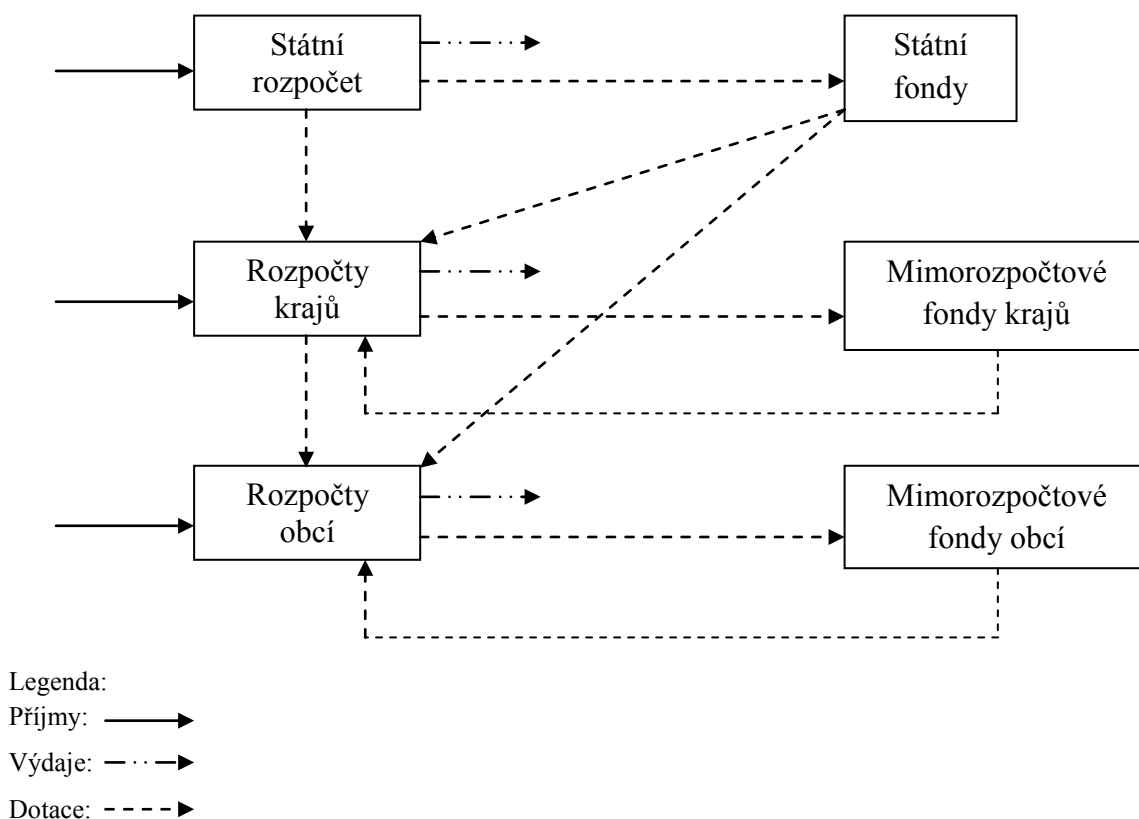 Státní
rozpočet
Státní
fondy
Rozpočty
krajů
Mimorozpočtové
fondy krajů
Rozpočty
obcí
Mimorozpočtové
fondy obcí
Legenda:
Příjmy:
Výdaje:
Dotace: